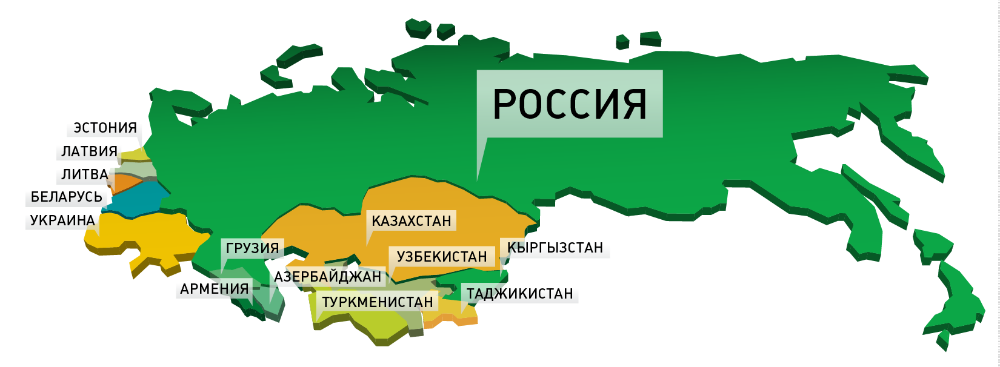 РОССИЯ
ЭСТОНИЯ
ЛАТВИЯ
ЛИТВА
БЕЛАРУСЬ
УКРАИНА
КАЗАХСТАН
ГРУЗИЯ
УЗБЕКИСТАН
КЫРГЫЗСТАН
АЗЕРБАЙДЖАН
АРМЕНИЯ
ТУРКМЕНИСТАН
ТАДЖИКИСТАН